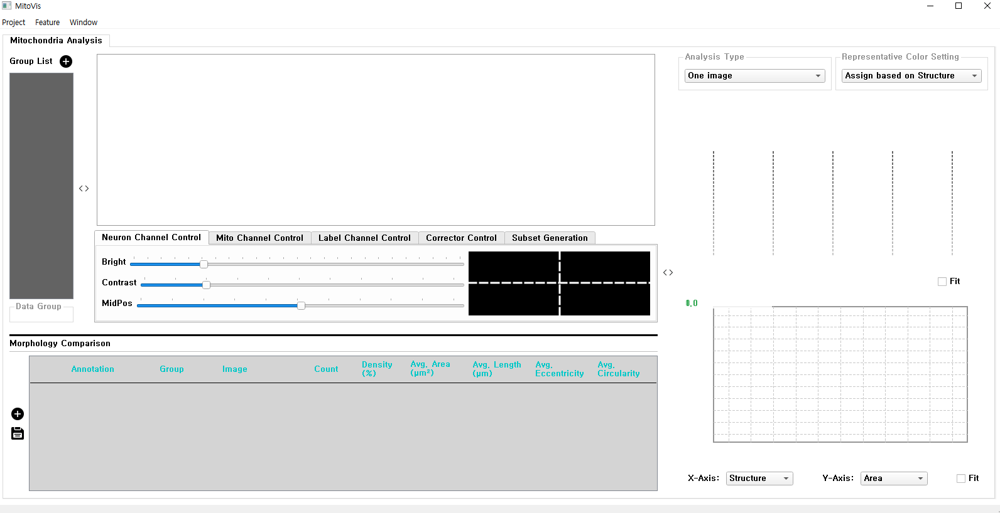 MitoVis
Project Feature Window
Mitochondria Analysis
Group List
Data Group
Neuron Channel Control
Mito Channel Control
Label Channel Control
Corrector Control
Subset Generation
Bright
Contrast
MidPos
Morphology Comparison
Annotation
Group
Image
Count
Density
(%)
Avg. Area
(μm²)
Avg. Length
(μm)
Avg.
Eccentricity
Avg.
Circularity
Analysis Type
One image
Representative Color Setting
Assign based on Structure
Fit
X-Axis: Structure
Y-Axis: Area
Fit